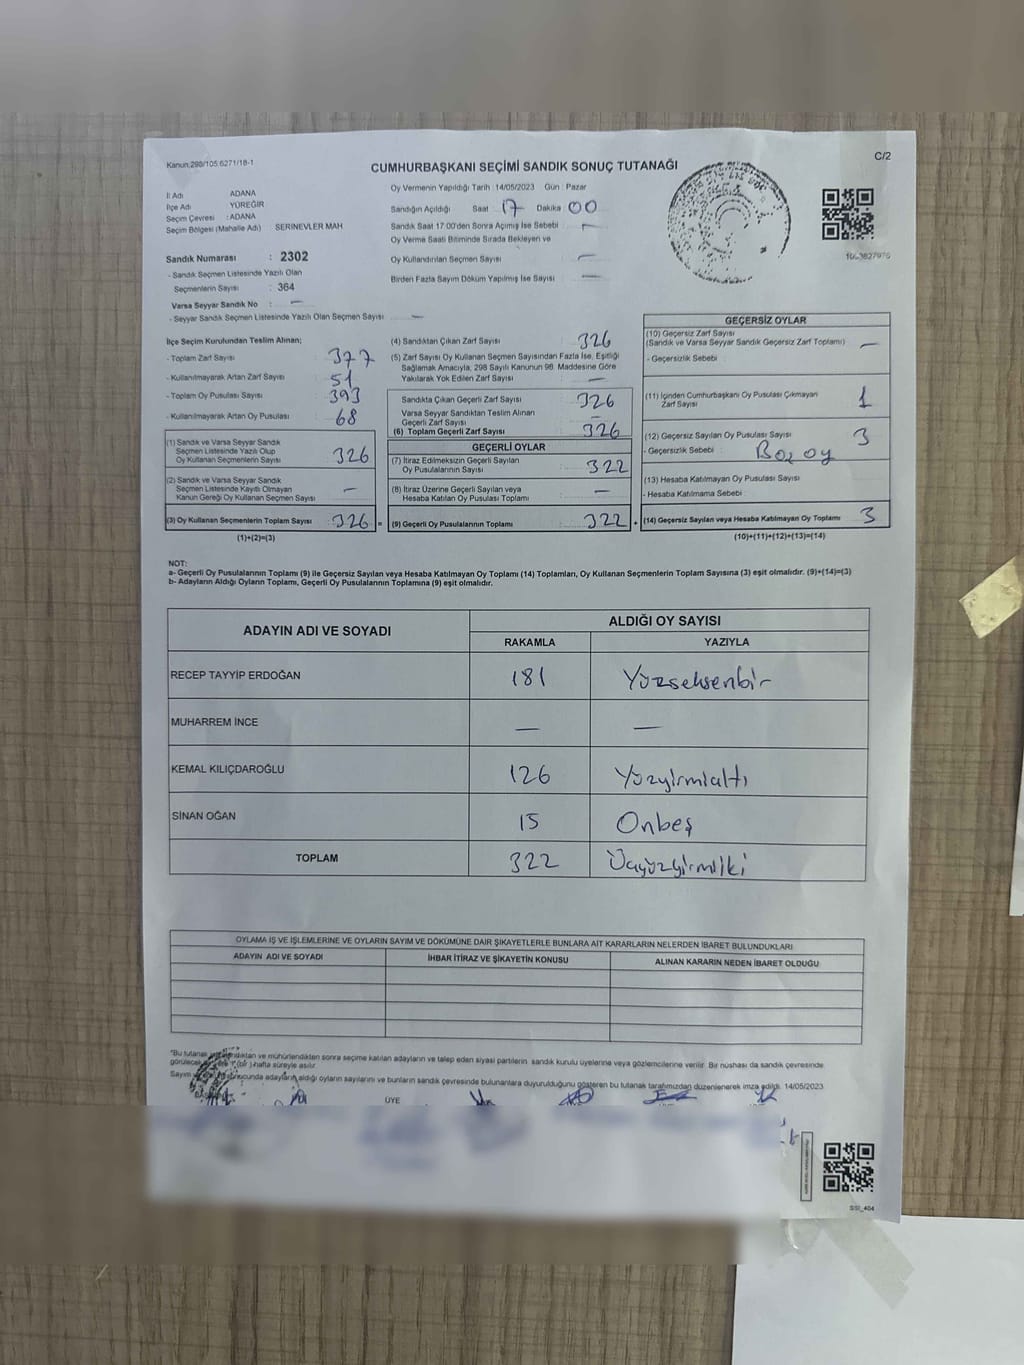 Kanun:298/105.6271/18-1
C/2
CUMHURBAŞKANI SEÇİMİ SANDIK SONUÇ TUTANAĞI
İl Adı ADANA
İlçe Adı YÜREĞİR
Seçim Çevresi : ADANA
Seçim Bölgesi (Mahalle Adı) SERINEVLER MAH
Sandık Numarası : 2302
- Sandık Seçmen Listesinde Yazılı Olan
Seçmenlerin Sayısı : 364
Varsa Seyyar Sandık No : —
- Seyyar Sandık Seçmen Listesinde Yazılı Olan Seçmen Sayısı : —
Oy Vermenin Yapıldığı Tarih : 14/05/2023 Gün : Pazar
Sandığın Açıldığı Saat 17 Dakika 00
Sandık Saat 17:00'den Sonra Açılmış İse Sebebi : —
Oy Verme Saati Bitiminde Sırada Bekleyen ve
Oy Kullandırılan Seçmen Sayısı : —
Birden Fazla Sayım Döküm Yapılmış İse Sayısı : —
İlçe Seçim Kurulundan Teslim Alınan;
- Toplam Zarf Sayısı : 377
- Kullanılmayarak Artan Zarf Sayısı : 51
- Toplam Oy Pusulası Sayısı : 393
- Kullanılmayarak Artan Oy Pusulası : 68
(1) Sandık ve Varsa Seyyar Sandık
Seçmen Listesinde Yazılı Olup
Oy Kullanan Seçmenlerin Sayısı 326
(2) Sandık ve Varsa Seyyar Sandık
Seçmen Listesinde Kayıtlı Olmayan
Kanun Gereği Oy Kullanan Seçmen Sayısı —
(3) Oy Kullanan Seçmenlerin Toplam Sayısı 326 =
(1)+(2)=(3)
(4) Sandıktan Çıkan Zarf Sayısı : 326
(5) Zarf Sayısı Oy Kullanan Seçmen Sayısından Fazla İse, Eşitliği
Sağlamak Amacıyla, 298 Sayılı Kanunun 98. Maddesine Göre
Yakılarak Yok Edilen Zarf Sayısı : —
Sandıkta Çıkan Geçerli Zarf Sayısı : 326
Varsa Seyyar Sandıktan Teslim Alınan
Geçerli Zarf Sayısı
(6) Toplam Geçerli Zarf Sayısı : 326
GEÇERLİ OYLAR
(7) İtiraz Edilmeksizin Geçerli Sayılan
Oy Pusulalarının Sayısı : 322
(8) İtiraz Üzerine Geçerli Sayılan veya
Hesaba Katılan Oy Pusulası Toplamı : —
(9) Geçerli Oy Pusulalarının Toplamı : 322 +
GEÇERSİZ OYLAR
(10) Geçersiz Zarf Sayısı
(Sandık ve Varsa Seyyar Sandık Geçersiz Zarf Toplamı) —
- Geçersizlik Sebebi :
(11) İçinden Cumhurbaşkanı Oy Pusulası Çıkmayan
Zarf Sayısı 1
(12) Geçersiz Sayılan Oy Pusulası Sayısı 3
- Geçersizlik Sebebi :
(13) Hesaba Katılmayan Oy Pusulası Sayısı
- Hesaba Katılmama Sebebi
(14) Geçersiz Sayılan veya Hesaba Katılmayan Oy Toplamı 3
(10)+(11)+(12)+(13)=(14)
NOT:
a- Geçerli Oy Pusulalarının Toplamı (9) ile Geçersiz Sayılan veya Hesaba Katılmayan Oy Toplamı (14) Toplamları, Oy Kullanan Seçmenlerin Toplam Sayısına (3) eşit olmalıdır. (9)+(14)=(3)
b- Adayların Aldığı Oyların Toplamı, Geçerli Oy Pusulalarının Toplamına (9) eşit olmalıdır.
ADAYIN ADI VE SOYADI ALDIĞI OY SAYISI
RAKAMLA YAZIYLA
RECEP TAYYİP ERDOĞAN 181 Yüzseksenbir
MUHARREM İNCE — —
KEMAL KILIÇDAROĞLU 126 Yüzyirmialtı
SİNAN OĞAN 15 Onbeş
TOPLAM 322 Üçyüzyirmiiki
OYLAMA İŞ VE İŞLEMLERİNE VE OYLARIN SAYIM VE DÖKÜMÜNE DAİR ŞİKAYETLERLE BUNLARA AİT KARARLARIN NELERDEN İBARET BULUNDUKLARI
ADAYIN ADI VE SOYADI İHBAR İTİRAZ VE ŞİKAYETİN KONUSU ALINAN KARARIN NEDEN İBARET OLDUĞU
"Bu tutanak ve mühürlendikten sonra seçime katılan adayların ve talep eden siyasi partilerin sandık kurulu üyelerine veya gözlemcilerine verilir. Bir nüshası da sandık çevresinde
görülecek (bir) hafta süreyle asılır.
Sayım sonucunda adayların aldığı oyların sayılarını ve bunların sandık çevresinde bulunanlara duyurulduğunu gösteren bu tutanak tarafımızdan düzenlenerek imza edildi. 14/05/2023
ÜYE
SSI_404